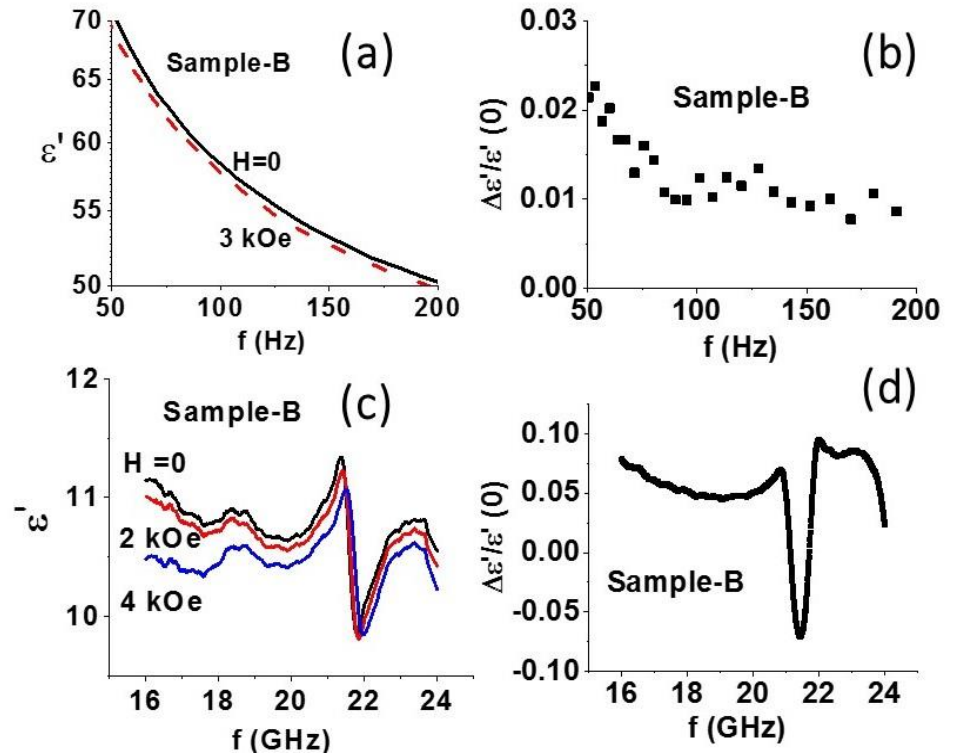 (a)
Sample-B
70
65
60
55
50
ε'
H=0
3 kOe
50
100
150
200
f (Hz)
(b)
Sample-B
0.03
0.02
0.01
0.00
Δε'/ε' (0)
50
100
150
200
f (Hz)
(c)
Sample-B
12
11
10
ε'
H =0
2 kOe
4 kOe
16
18
20
22
24
f (GHz)
(d)
0.10
0.05
0.00
-0.05
-0.10
Δε'/ε' (0)
Sample-B
16
18
20
22
24
f (GHz)